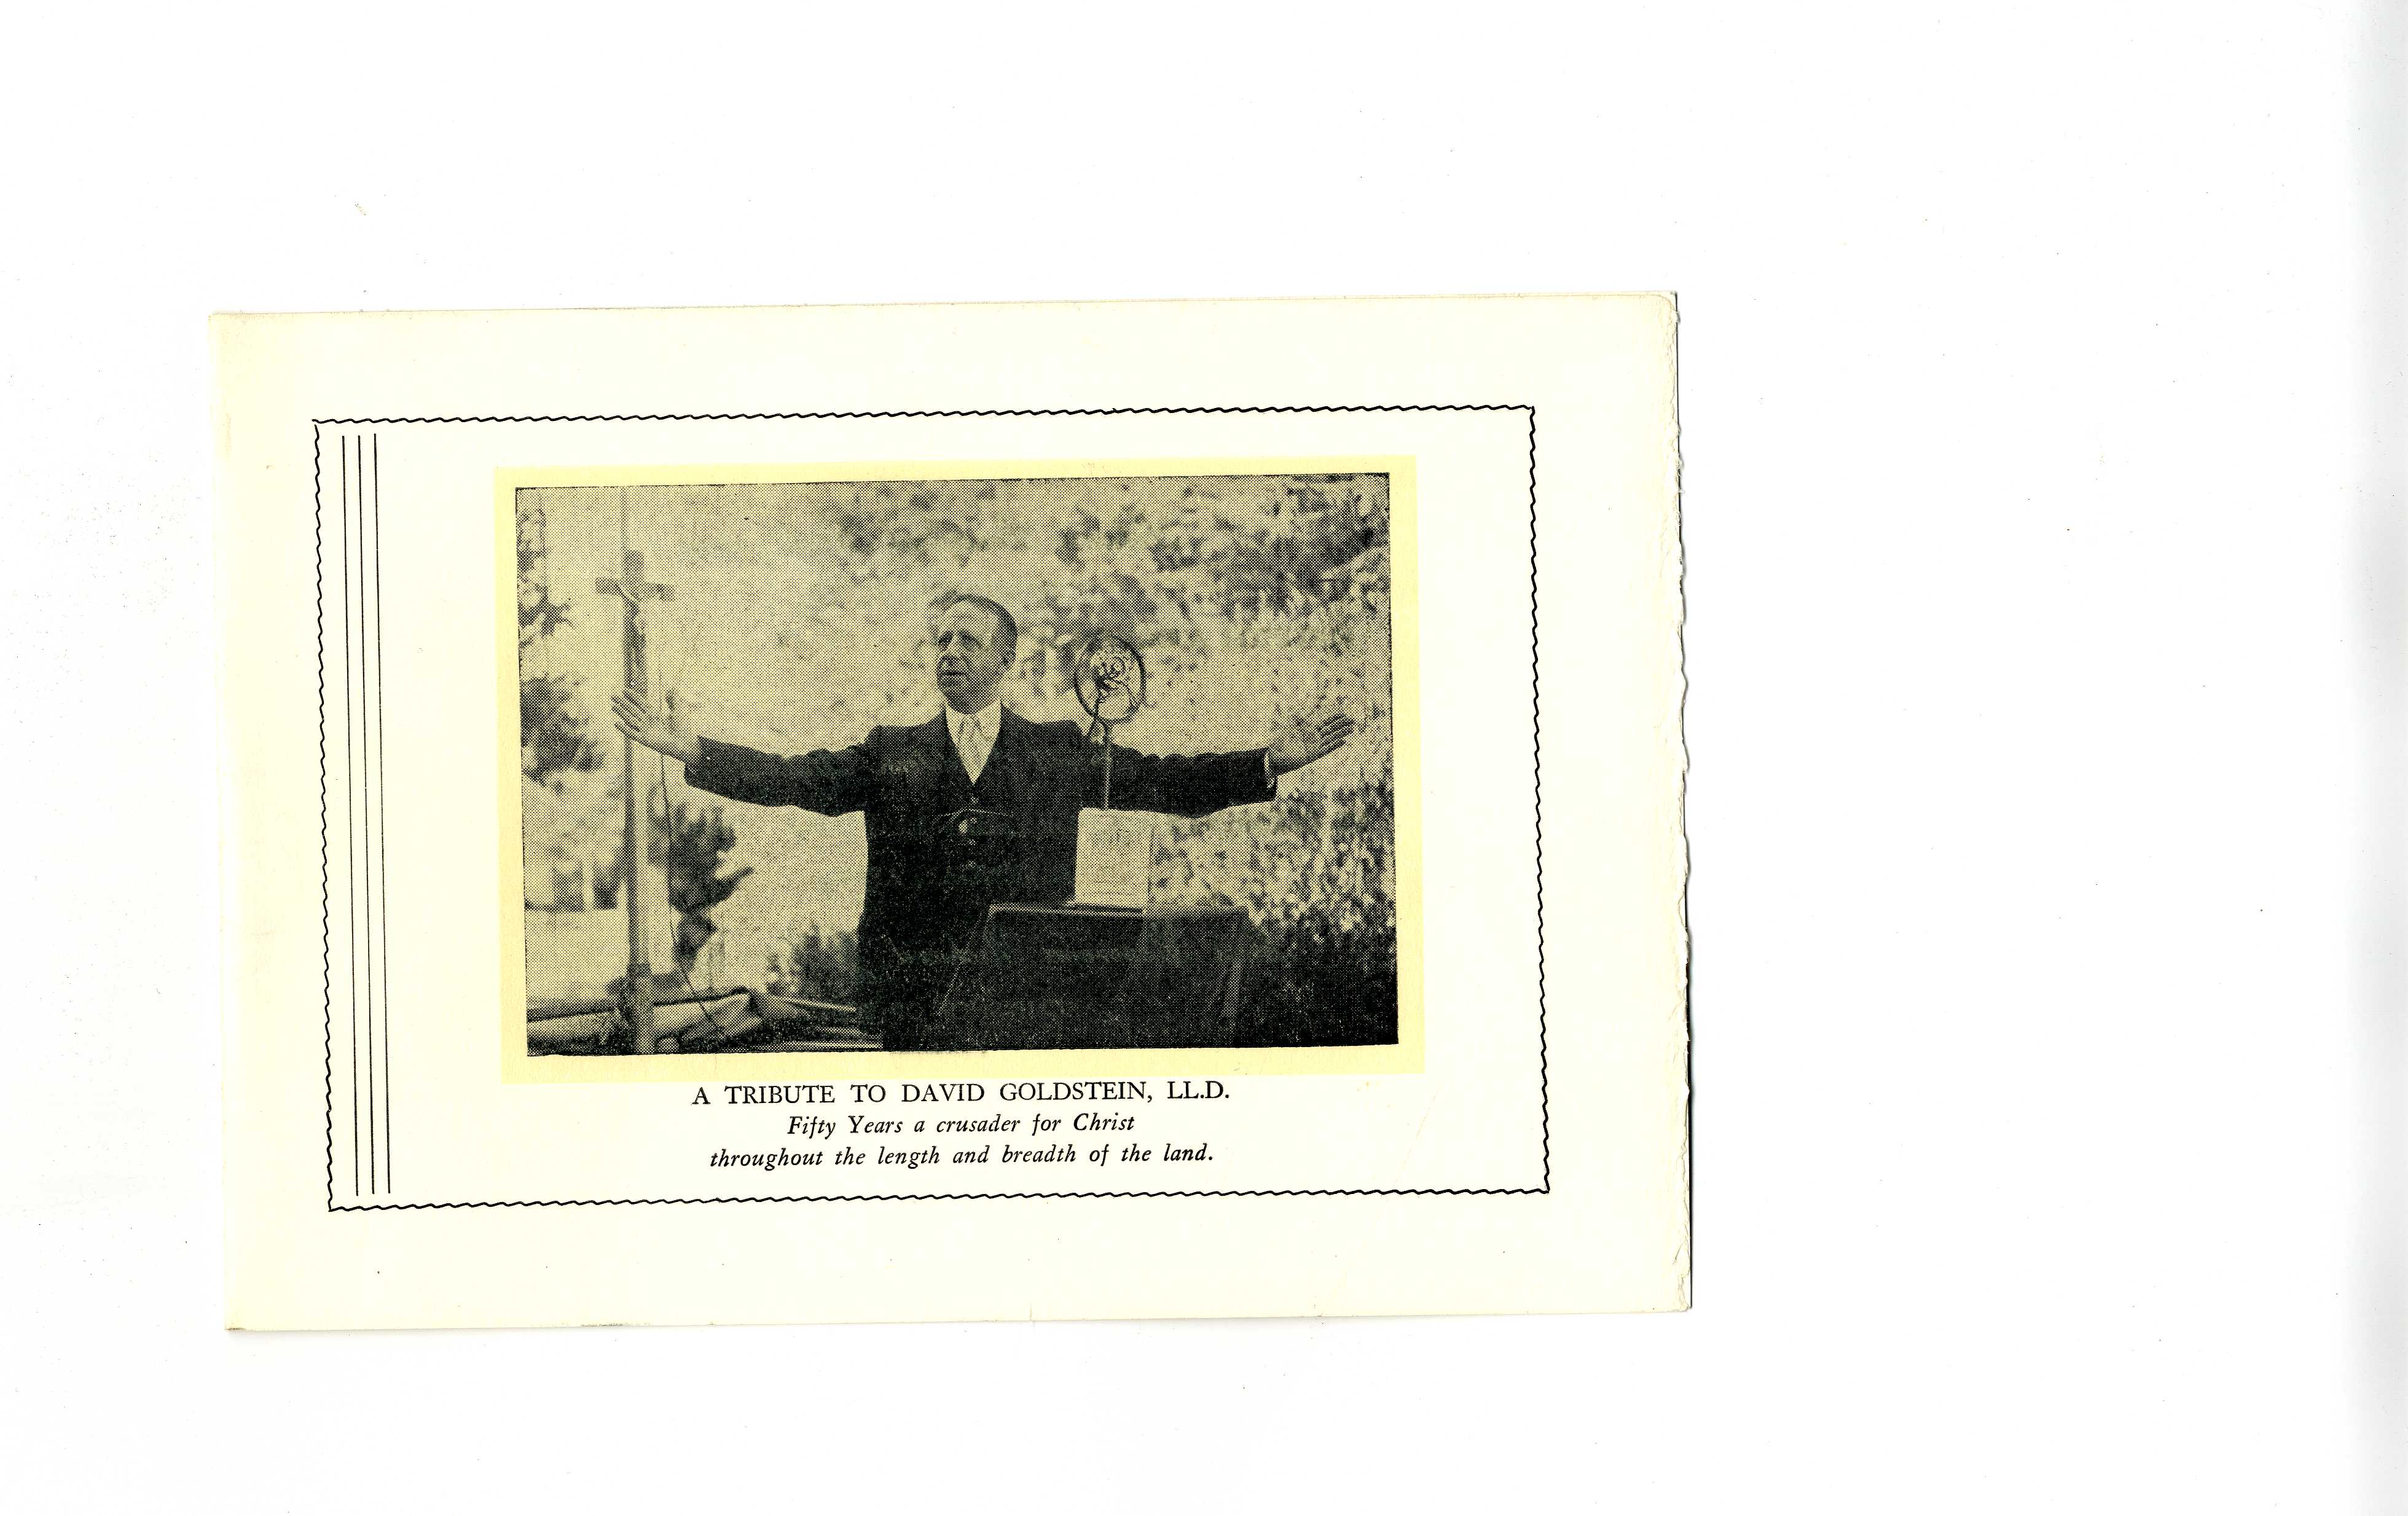 A TRIBUTE TO DAVID GOLDSTEIN, LL.D.
Fifty Years a crusader for Christ
throughout the length and breadth of the land.